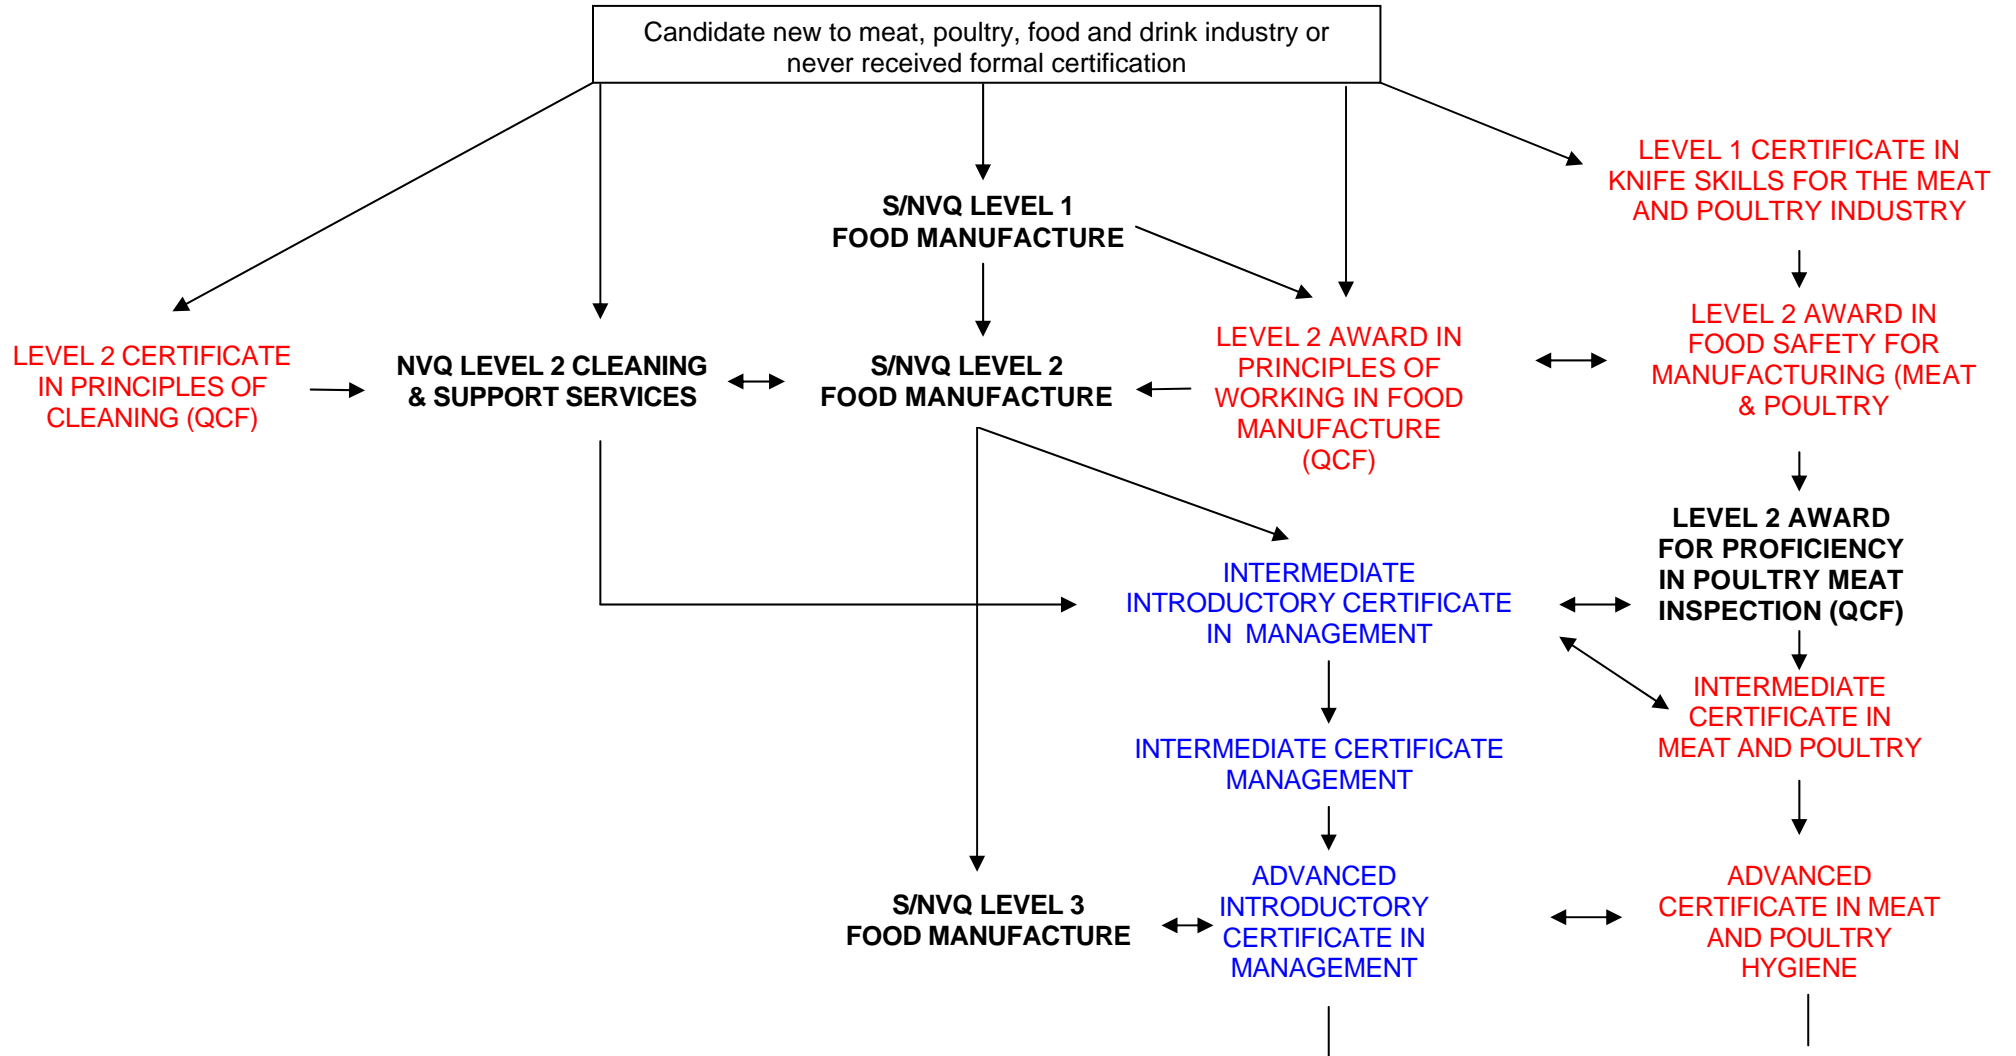 Candidate new to meat, poultry, food and drink industry or
never received formal certification
LEVEL 1 CERTIFICATE IN
KNIFE SKILLS FOR THE MEAT
AND POULTRY INDUSTRY
S/NVQ LEVEL 1
FOOD MANUFACTURE
LEVEL 2 CERTIFICATE
IN PRINCIPLES OF
CLEANING (QCF)
NVQ LEVEL 2 CLEANING
& SUPPORT SERVICES
S/NVQ LEVEL 2
FOOD MANUFACTURE
LEVEL 2 AWARD IN
PRINCIPLES OF
WORKING IN FOOD
MANUFACTURE
(QCF)
LEVEL 2 AWARD IN
FOOD SAFETY FOR
MANUFACTURING (MEAT
& POULTRY
LEVEL 2 AWARD
FOR PROFICIENCY
IN POULTRY MEAT
INSPECTION (QCF)
INTERMEDIATE
INTRODUCTORY CERTIFICATE
IN MANAGEMENT
INTERMEDIATE
CERTIFICATE IN
MEAT AND POULTRY
INTERMEDIATE CERTIFICATE
MANAGEMENT
S/NVQ LEVEL 3
FOOD MANUFACTURE
ADVANCED
INTRODUCTORY
CERTIFICATE IN
MANAGEMENT
ADVANCED
CERTIFICATE IN MEAT
AND POULTRY
HYGIENE